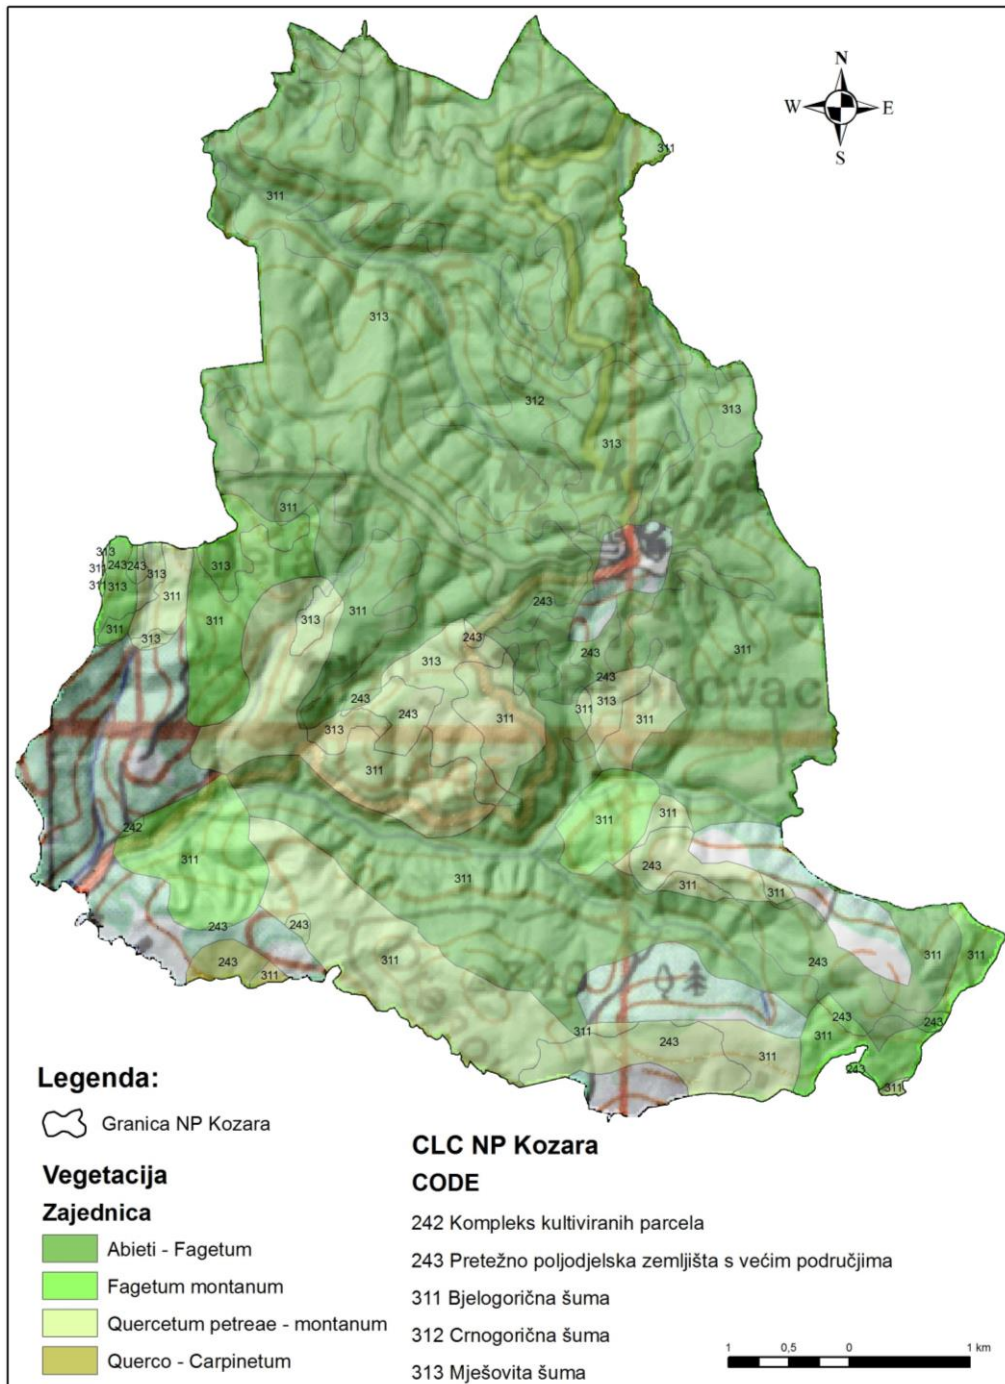 N
W E
S
311
311
313
312
313
313
Mrakovica
311
313
243 243
311
313
311 313
313
311
311
313
311
313
311
243
311
243
313
243
243
243
243
313
311
311
311
313
311
311
vac
242
311
311
311
243
311
311
311
243
243
243
311
311
243
311
311
243
243
311
243
311
311
243
311
243
311
Legenda:
Granica NP Kozara
Vegetacija
Zajednica
Abieti - Fagetum
Fagetum montanum
Quercetum petreae - montanum
Querco - Carpinetum
CLC NP Kozara
CODE
242 Kompleks kultiviranih parcela
243 Pretežno poljodjelska zemljišta s većim područjima
311 Bjelogorična šuma
312 Crnogorična šuma
313 Mješovita šuma
1 0,5 0 1 km